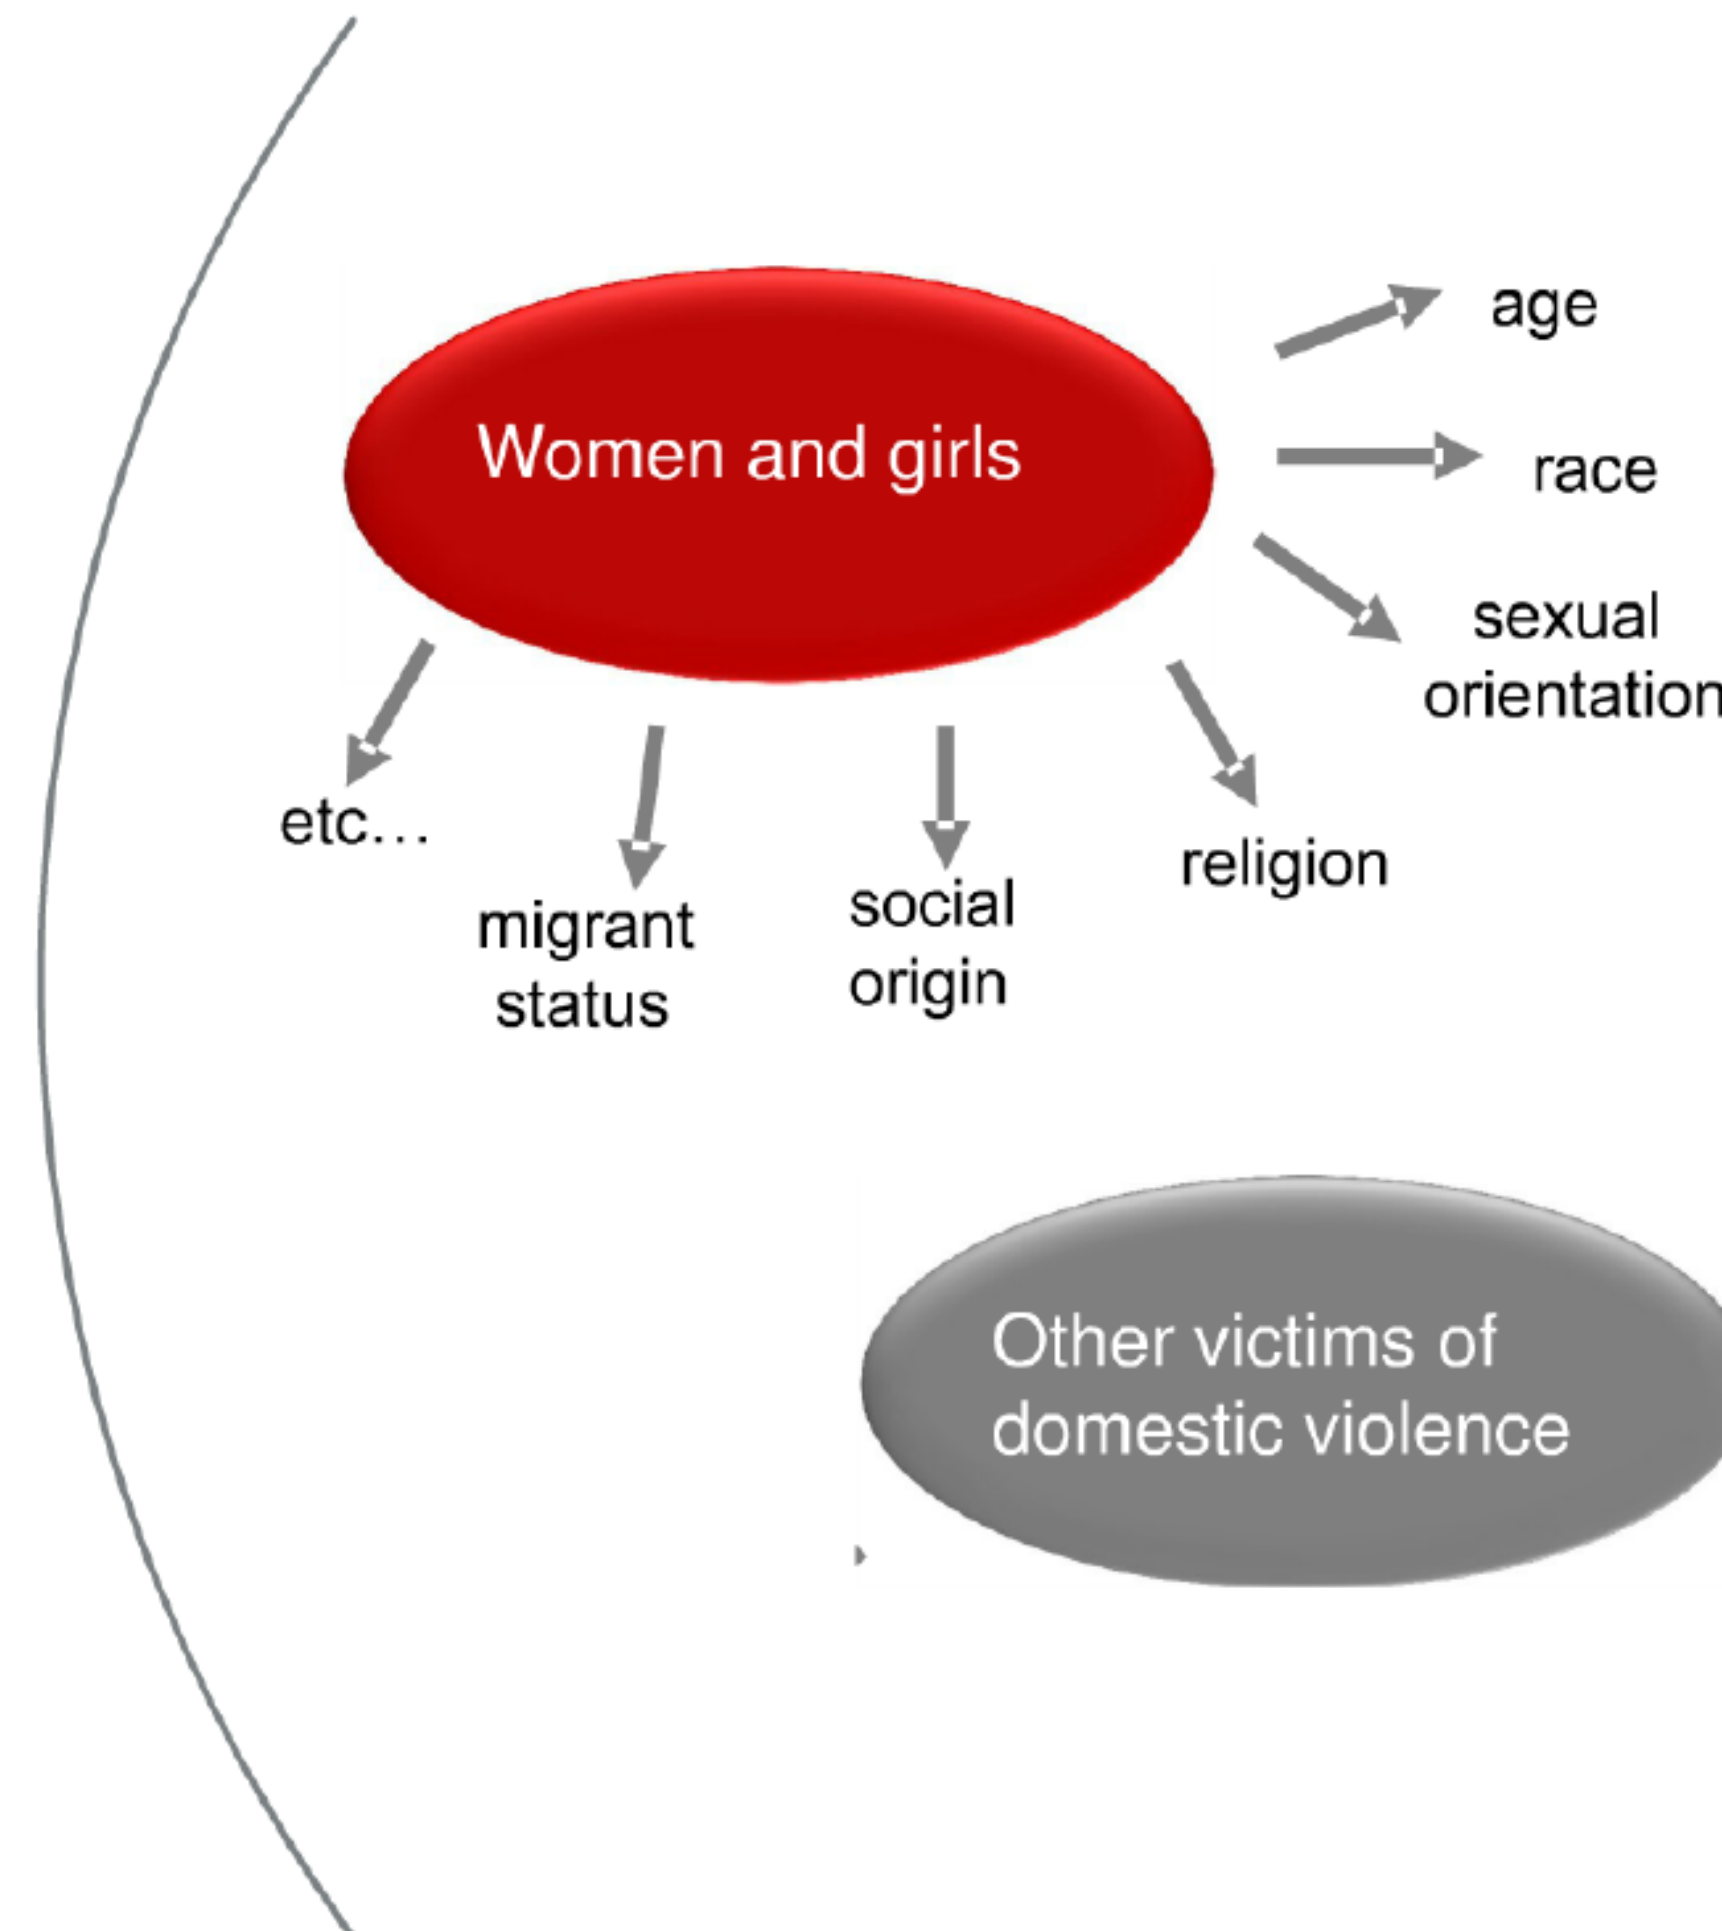 Women and girls
age
race
sexual
orientation
religion
social
origin
migrant
status
etc…
Other victims of
domestic violence